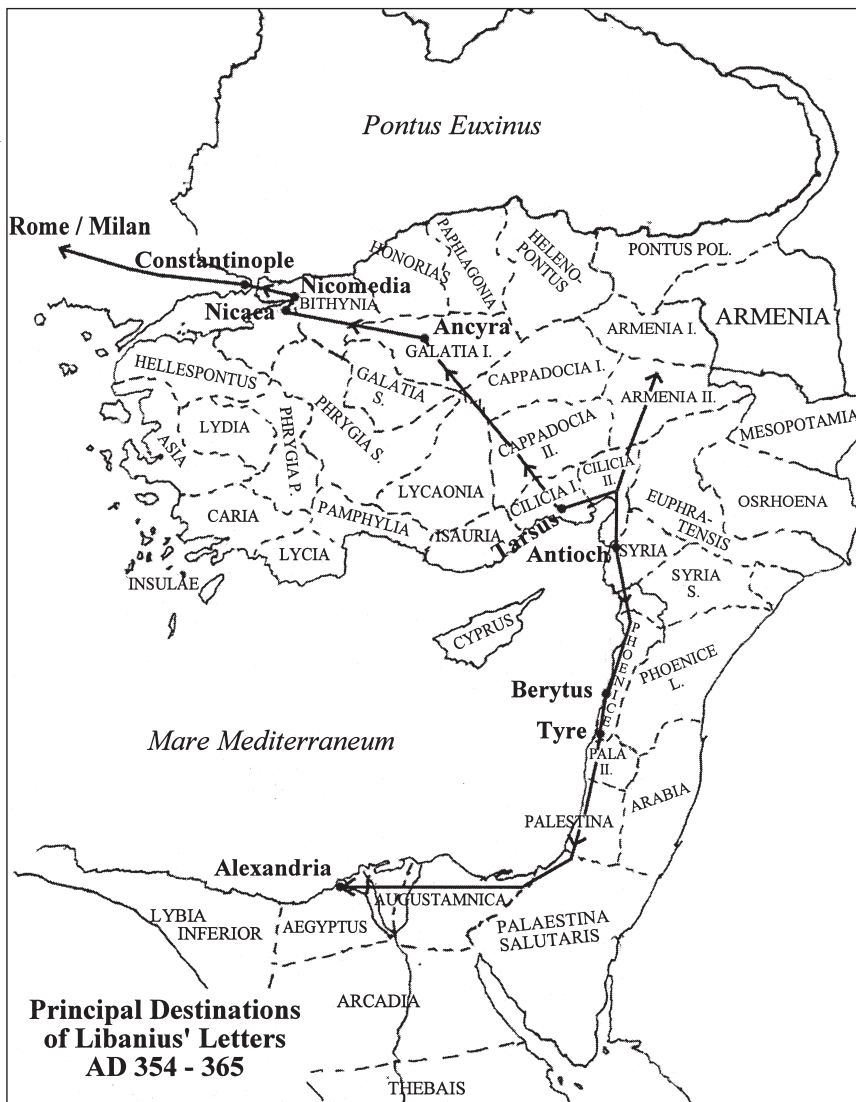 Pontus Euxinus
Rome / Milan
Constantinople
Nicomedia
BITHYNIA
Nicaea
HONORIAS
PAPHLAGONIA
HELENO-
PONTUS
PONTUS POL.
ARMENIA
Ancyra
GALATIA I.
ARMENIA I.
HELLESPONTUS
GALATIA
S.
CAPPADOCIA I.
ARMENIA II.
MESOPOTAMIA
ASIA
LYDIA
PHRYGIA P.
PHRYGIA S.
CAPPADOCIA
II.
CILICIA
II.
CILICIA I.
LYCAONIA
EUPHRA-
TENSIS
OSRHOENA
CARIA
PAMPHYLIA
ISAURIA
Tarsus
LYCIA
Antioch
SYRIA
SYRIA
S.
INSULAE
CYPRUS
PHOENICE
PHOENICE
L.
Berytus
Mare Mediterraneum
Tyre
PALA
II.
ARABIA
PALESTINA
Alexandria
AUGUSTAMNICA
LYBIA
INFERIOR
AEGYPTUS
PALAESTINA
SALUTARIS
ARCADIA
Principal Destinations
of Libanius' Letters
AD 354 - 365
THEBAIS